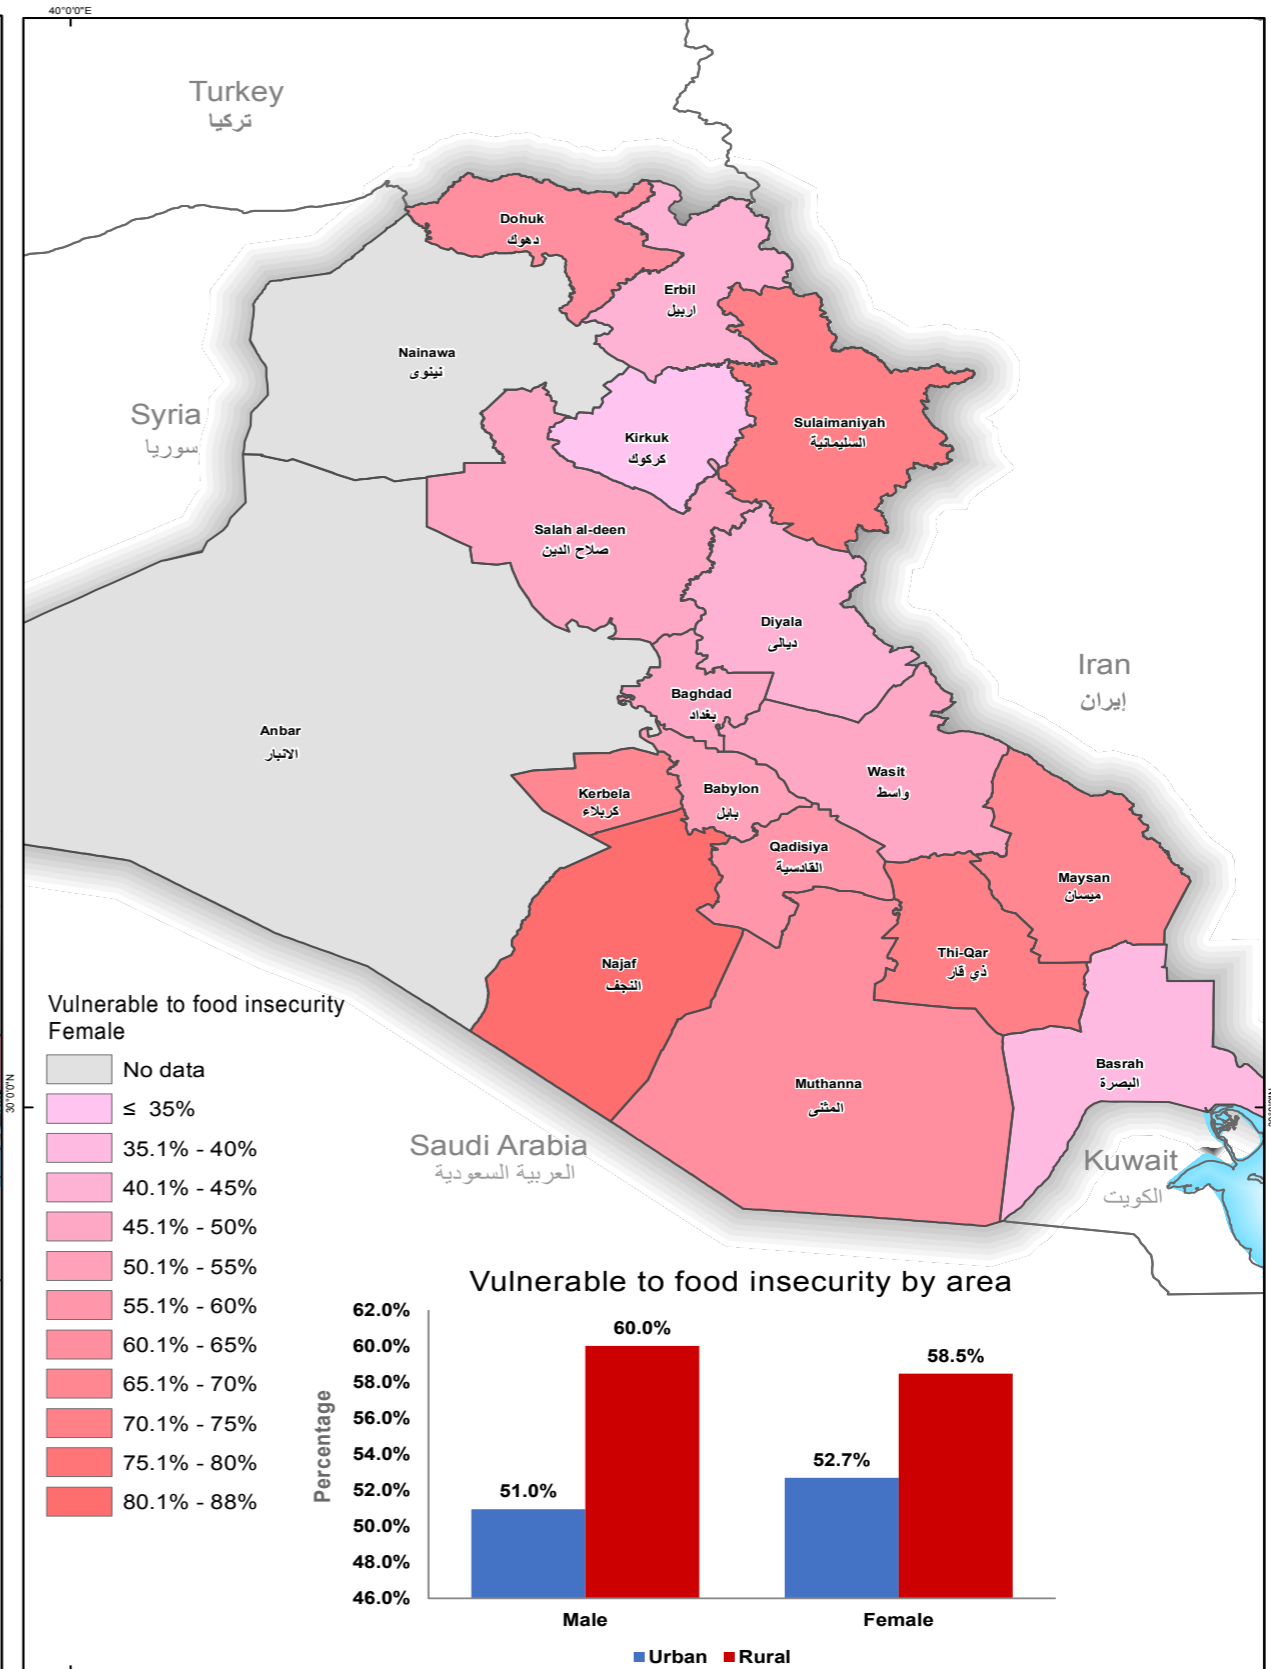 40°0'0"E
Turkey
تركيا
Dohuk
دهوك
Erbil
اربيل
Nainawa
نينوى
Syria
سوريا
Kirkuk
كركوك
Sulaimaniyah
السليمانية
Salah al-deen
صلاح الدين
Diyala
ديالى
Iran
إيران
Baghdad
بغداد
Anbar
الانبار
Wasit
واسط
Kerbela
كربلاء
Babylon
بابل
Qadisiya
القادسية
Maysan
ميسان
Najaf
النجف
Thi-Qar
ذي قار
Basrah
البصرة
Muthanna
المثنى
Saudi Arabia
العربية السعودية
Kuwait
الكويت
30°0'0"N
Vulnerable to food insecurity
Female
No data
≤ 35%
35.1% - 40%
40.1% - 45%
45.1% - 50%
50.1% - 55%
55.1% - 60%
60.1% - 65%
65.1% - 70%
70.1% - 75%
75.1% - 80%
80.1% - 88%
Vulnerable to food insecurity by area
Percentage
62.0%
60.0%
58.0%
56.0%
54.0%
52.0%
50.0%
48.0%
46.0%
51.0%
60.0%
52.7%
58.5%
Male
Female
Urban
Rural